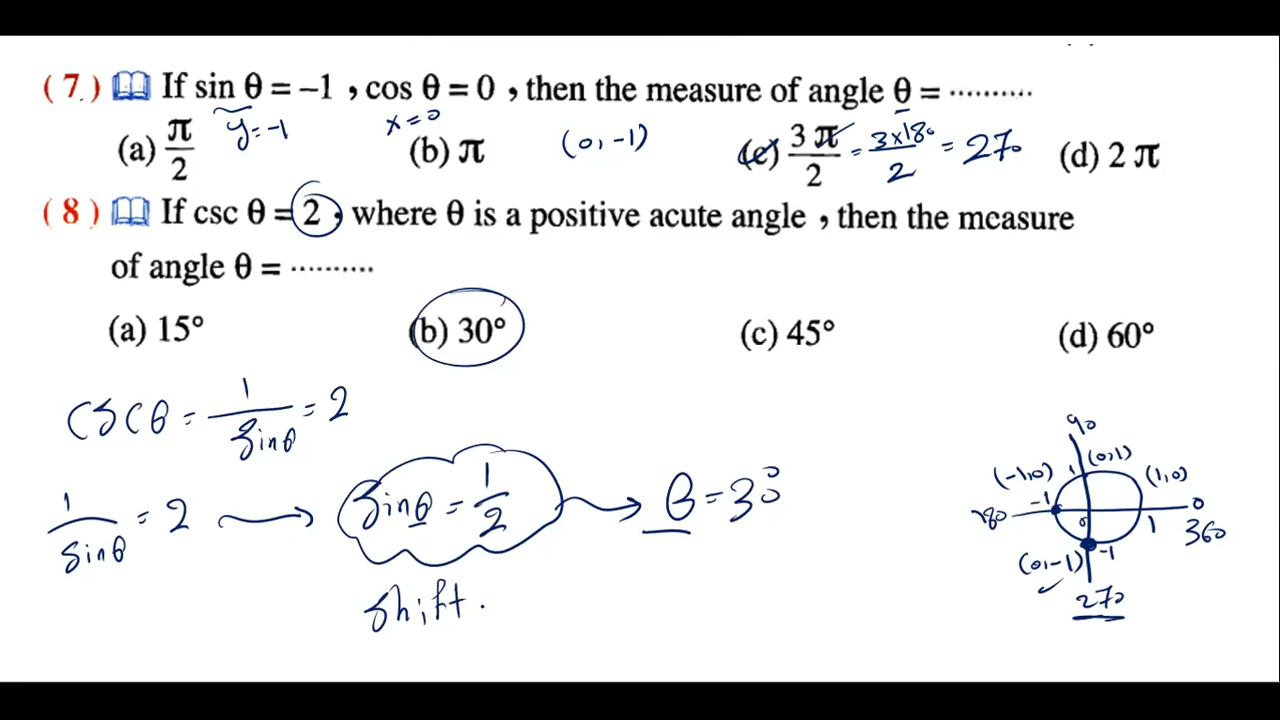 (7) If sin θ = –1 , cos θ = 0 , then the measure of angle θ = ··········
y = -1
x = 0
(0, -1)
(a) π/2 (b) π (c) 3π/2 = 3×180/2 = 270 (d) 2 π
(8) If csc θ = 2 , where θ is a positive acute angle , then the measure
of angle θ = ··········
(a) 15° (b) 30° (c) 45° (d) 60°
csc θ = 1/sin θ = 2
1/sin θ = 2 → sin θ = 1/2 → θ = 30°
shift.
90
(-1,0) 1 (0,1) (1,0)
180 -1 0 1 0
360
(0,-1) -1
270